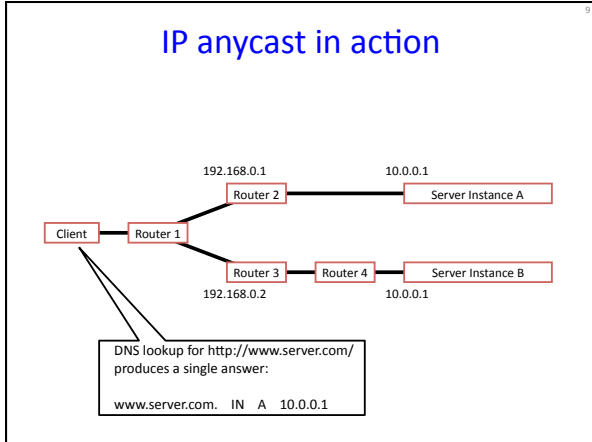 9
IP anycast in action
192.168.0.1
10.0.0.1
Router 2
Server Instance A
Client
Router 1
Router 3
Router 4
Server Instance B
192.168.0.2
10.0.0.1
DNS lookup for http://www.server.com/
produces a single answer:
www.server.com. IN A 10.0.0.1